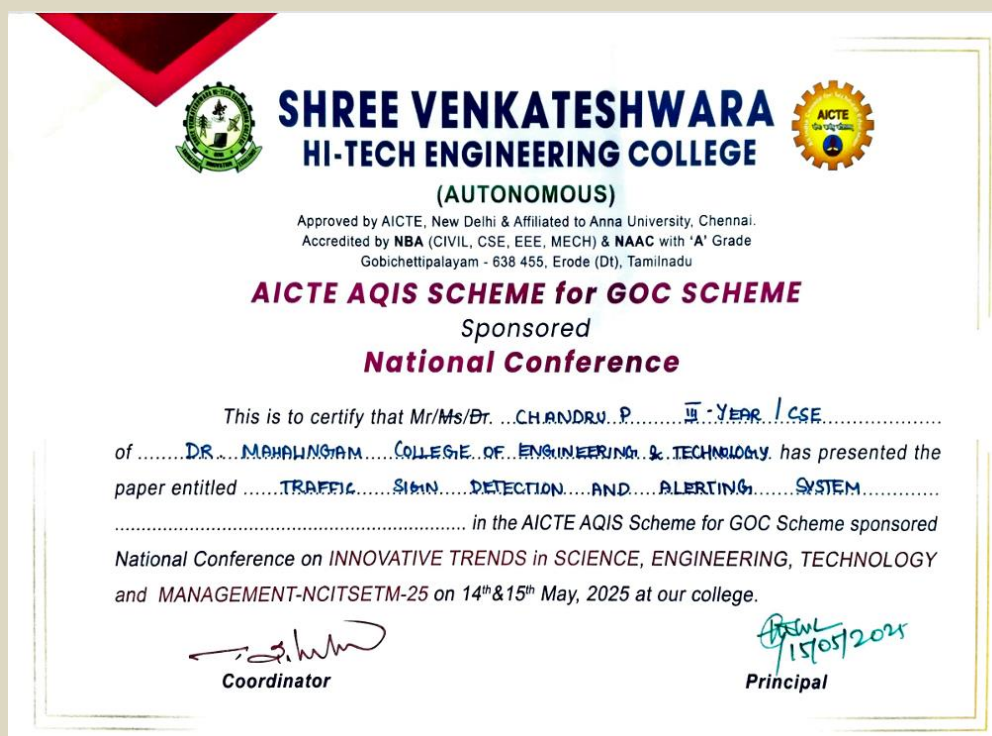 SHREE VENKATESHWARA
HI-TECH ENGINEERING COLLEGE
AICTE
(AUTONOMOUS)
Approved by AICTE, New Delhi & Affiliated to Anna University, Chennai.
Accredited by NBA (CIVIL, CSE, EEE, MECH) & NAAC with 'A' Grade
Gobichettipalayam - 638 455, Erode (Dt), Tamilnadu
AICTE AQIS SCHEME for GOC SCHEME
Sponsored
National Conference
This is to certify that Mr/Ms/Dr. ...CHANDRU P...... III-YEAR / CSE......
of ........DR... MAHALINGAM....COLLEGE OF ENGINEERING & TECHNOLOGY. has presented the
paper entitled ......TRAFFIC.....SIGN...DETECTION....AND....ALERTING......SYSTEM.............
...................................................................... in the AICTE AQIS Scheme for GOC Scheme sponsored
National Conference on INNOVATIVE TRENDS in SCIENCE, ENGINEERING, TECHNOLOGY
and MANAGEMENT-NCITSETM-25 on 14th&15th May, 2025 at our college.
15/05/2025
Coordinator Principal